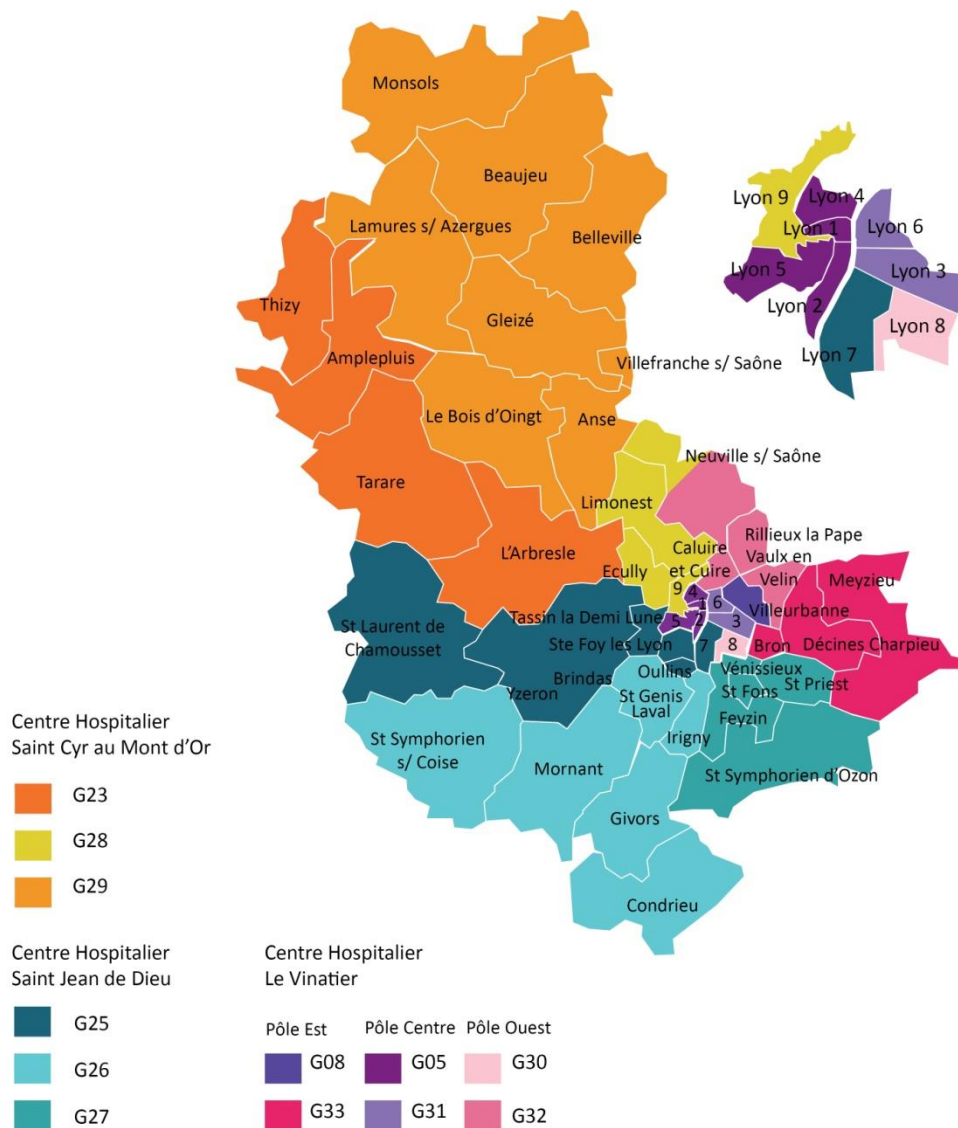 Monsols
Beaujeu
Lamures s/ Azergues
Belleville
Thizy
Gleizé
Amplepluis
Villefranche s/ Saône
Le Bois d'Oingt
Anse
Tarare
Limonest
Neuville s/ Saône
L'Arbresle
Ecully
Caluire
et Cuire
Rillieux la Pape
Vaulx en
Velin
Meyzieu
Villeurbanne
9
4
1
6
5
2
3
7
8
Tassin la Demi Lune
St Laurent de
Chamousset
Ste Foy les Lyon
Bron
Décines Charpieu
Brindas
Yzeron
Oullins
Vénissieux
St Genis
Laval
St Fons
St Priest
Feyzin
Irigny
St Symphorien
s/ Coise
Mornant
St Symphorien d'Ozon
Givors
Condrieu
Lyon 9
Lyon 4
Lyon 1
Lyon 6
Lyon 5
Lyon 3
Lyon 2
Lyon 8
Lyon 7
Centre Hospitalier
Saint Cyr au Mont d'Or
G23
G28
G29
Centre Hospitalier
Saint Jean de Dieu
G25
G26
G27
Centre Hospitalier
Le Vinatier
Pôle Est
Pôle Centre
Pôle Ouest
G08
G05
G30
G33
G31
G32